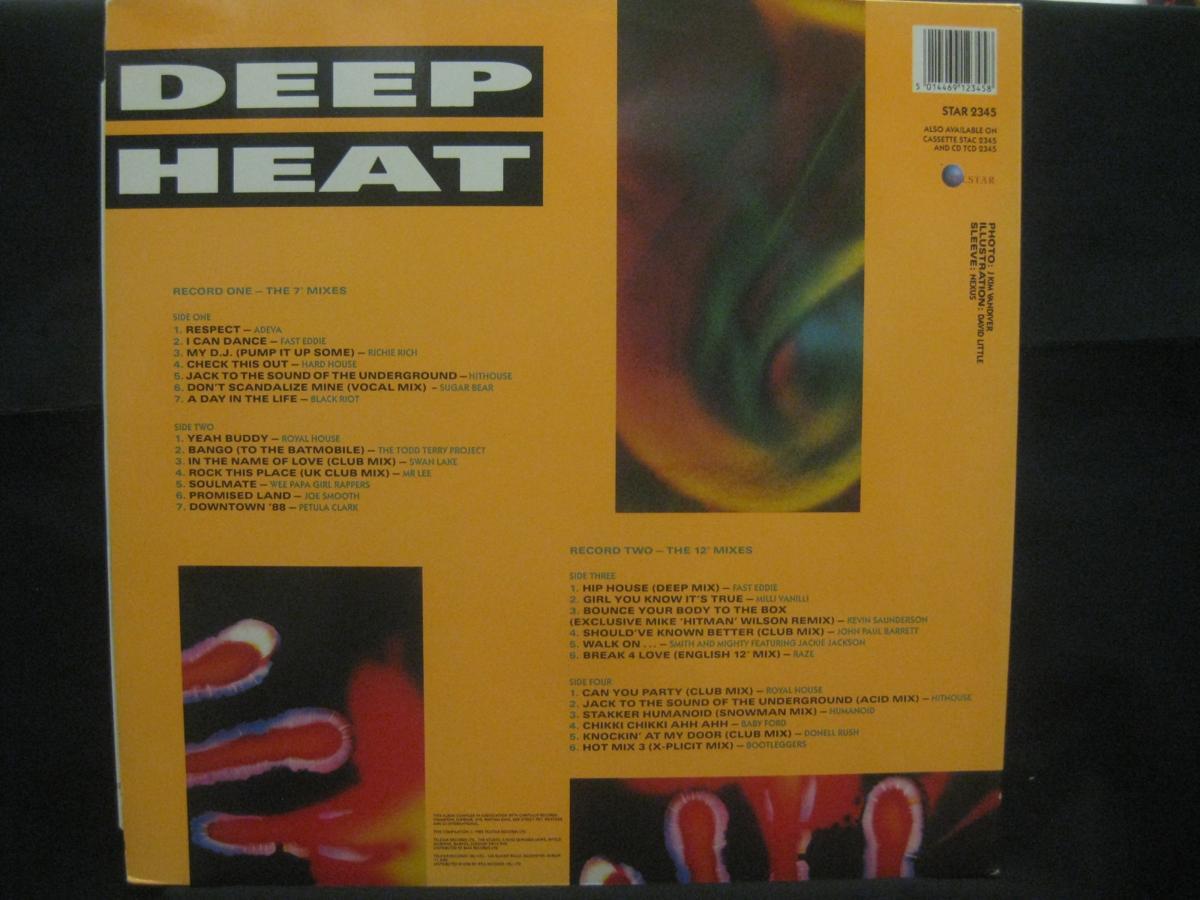 DEEP
HEAT
5 014469 123458
STAR 2345
ALSO AVAILABLE ON
CASSETTE STAC 2345
AND CD TCD 2345
STAR
PHOTO: J KIM VANDIVER
ILLUSTRATION: DAVID LITTLE
SLEEVE: HEXUS
RECORD ONE – THE 7" MIXES
SIDE ONE
1. RESPECT – ADEVA
2. I CAN DANCE – FAST EDDIE
3. MY D.J. (PUMP IT UP SOME) – RICHIE RICH
4. CHECK THIS OUT – HARD HOUSE
5. JACK TO THE SOUND OF THE UNDERGROUND – HITHOUSE
6. DON'T SCANDALIZE MINE (VOCAL MIX) – SUGAR BEAR
7. A DAY IN THE LIFE – BLACK RIOT
SIDE TWO
1. YEAH BUDDY – ROYAL HOUSE
2. BANGO (TO THE BATMOBILE) – THE TODD TERRY PROJECT
3. IN THE NAME OF LOVE (CLUB MIX) – SWAN LAKE
4. ROCK THIS PLACE (UK CLUB MIX) – MR LEE
5. SOULMATE – WEE PAPA GIRL RAPPERS
6. PROMISED LAND – JOE SMOOTH
7. DOWNTOWN '88 – PETULA CLARK
RECORD TWO – THE 12" MIXES
SIDE THREE
1. HIP HOUSE (DEEP MIX) – FAST EDDIE
2. GIRL YOU KNOW IT'S TRUE – MILLI VANILLI
3. BOUNCE YOUR BODY TO THE BOX
(EXCLUSIVE MIKE 'HITMAN' WILSON REMIX) – KEVIN SAUNDERSON
4. SHOULD'VE KNOWN BETTER (CLUB MIX) – JOHN PAUL BARRETT
5. WALK ON . . . – SMITH AND MIGHTY FEATURING JACKIE JACKSON
6. BREAK 4 LOVE (ENGLISH 12" MIX) – RAZE
SIDE FOUR
1. CAN YOU PARTY (CLUB MIX) – ROYAL HOUSE
2. JACK TO THE SOUND OF THE UNDERGROUND (ACID MIX) – HITHOUSE
3. STAKKER HUMANOID (SNOWMAN MIX) – HUMANOID
4. CHIKKI CHIKKI AHH AHH – BABY FORD
5. KNOCKIN' AT MY DOOR (CLUB MIX) – DONELL RUSH
6. HOT MIX 3 (X-PLICIT MIX) – BOOTLEGGERS